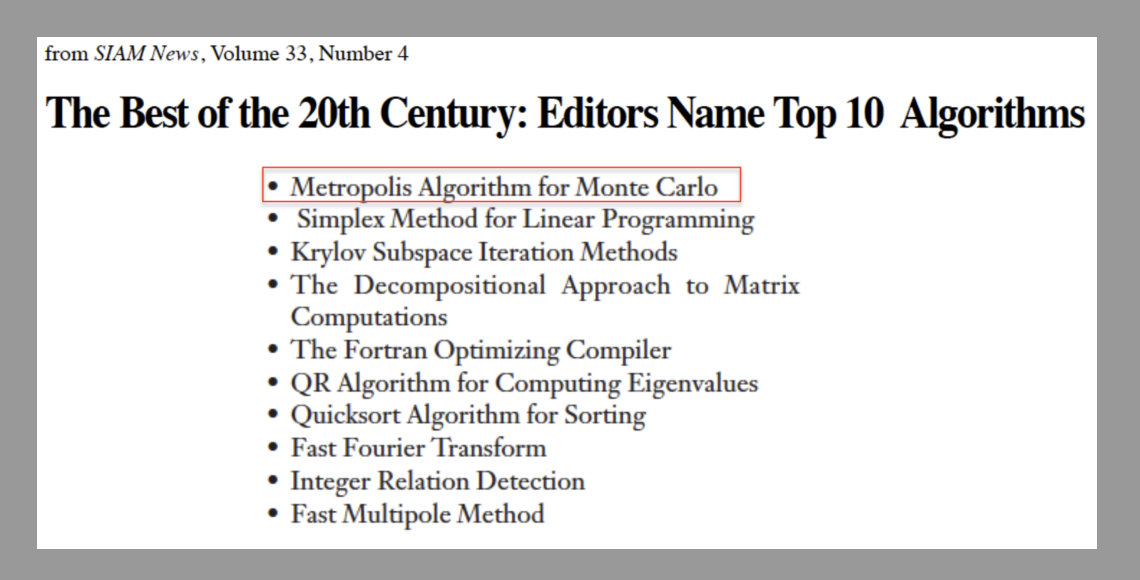 from SIAM News, Volume 33, Number 4
The Best of the 20th Century: Editors Name Top 10 Algorithms
• Metropolis Algorithm for Monte Carlo
• Simplex Method for Linear Programming
• Krylov Subspace Iteration Methods
• The Decompositional Approach to Matrix
Computations
• The Fortran Optimizing Compiler
• QR Algorithm for Computing Eigenvalues
• Quicksort Algorithm for Sorting
• Fast Fourier Transform
• Integer Relation Detection
• Fast Multipole Method